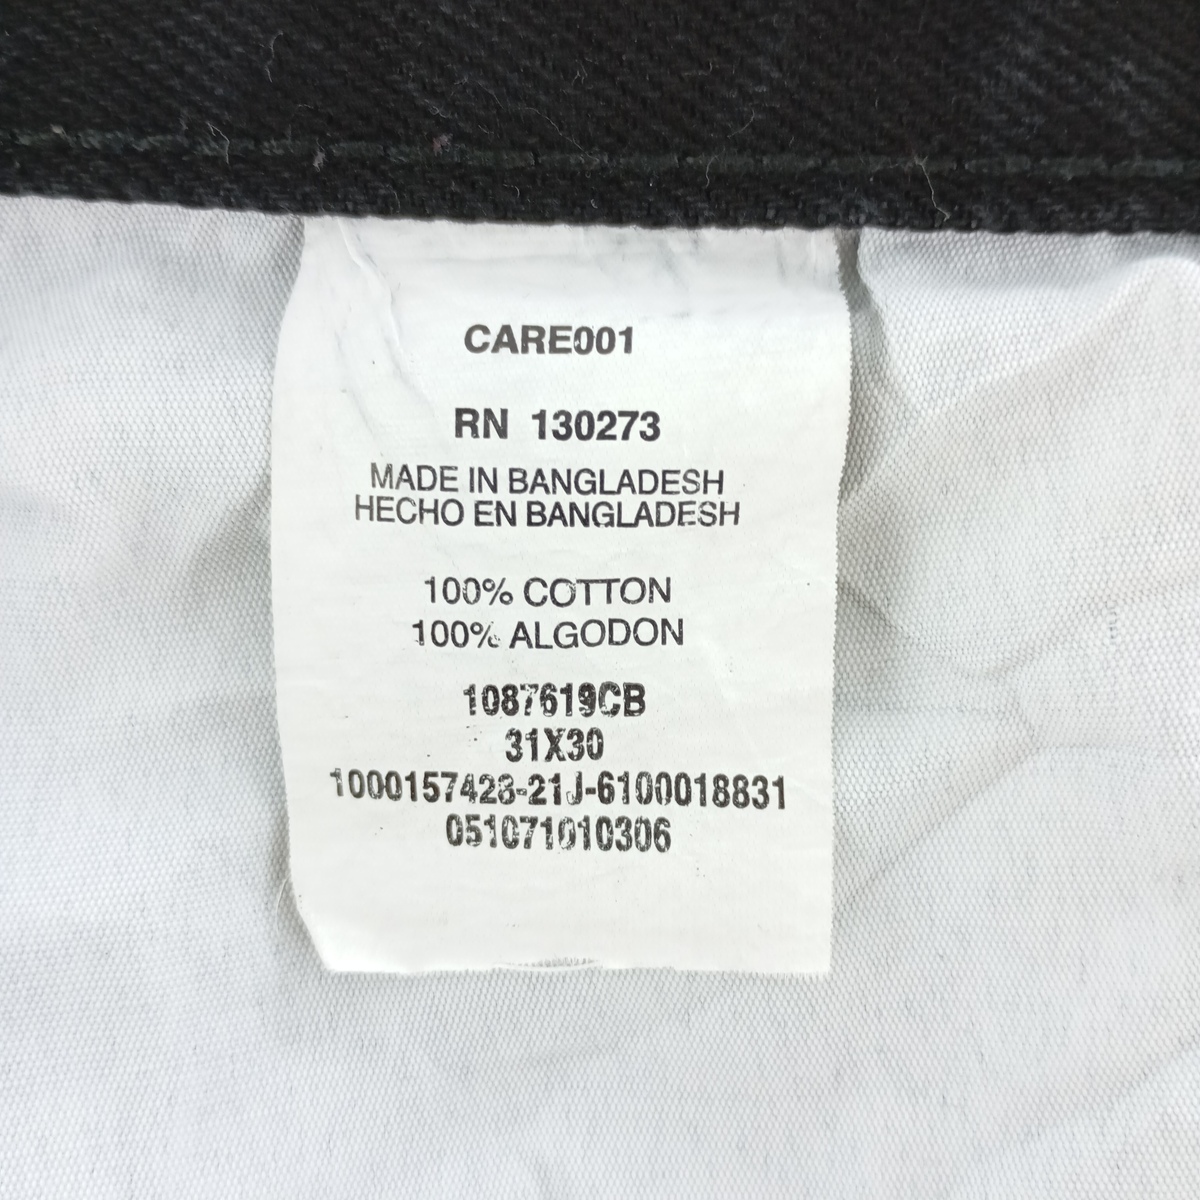 CARE001
RN 130273
MADE IN BANGLADESH
HECHO EN BANGLADESH
100% COTTON
100% ALGODON
1087619CB
31X30
1000157428-21J-6100018831
051071010306